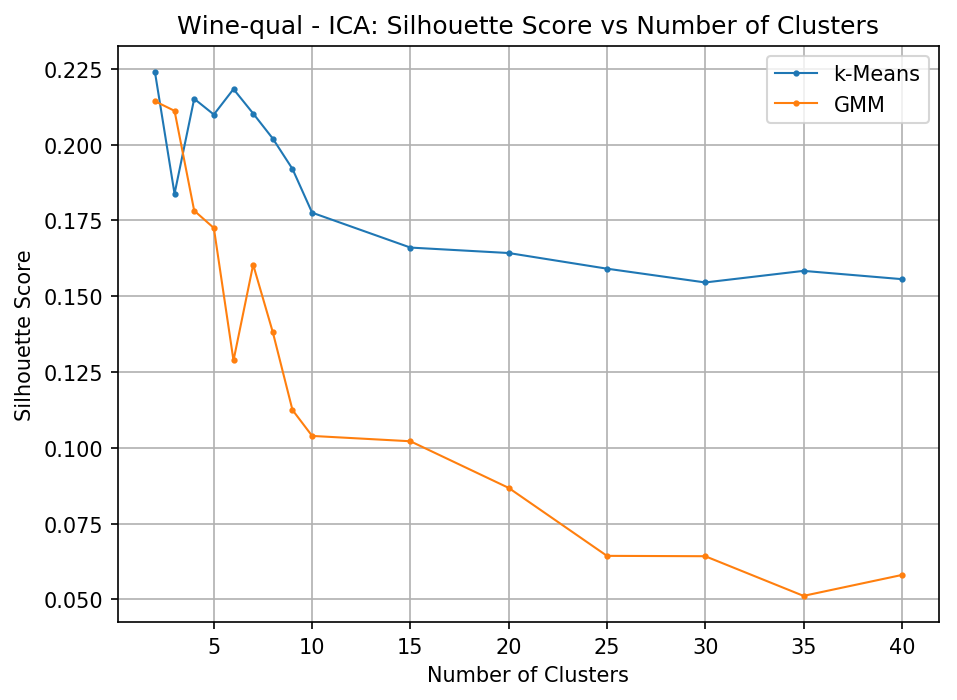 Wine-qual - ICA: Silhouette Score vs Number of Clusters
k-Means
GMM
Silhouette Score
0.225
0.200
0.175
0.150
0.125
0.100
0.075
0.050
5 10 15 20 25 30 35 40
Number of Clusters